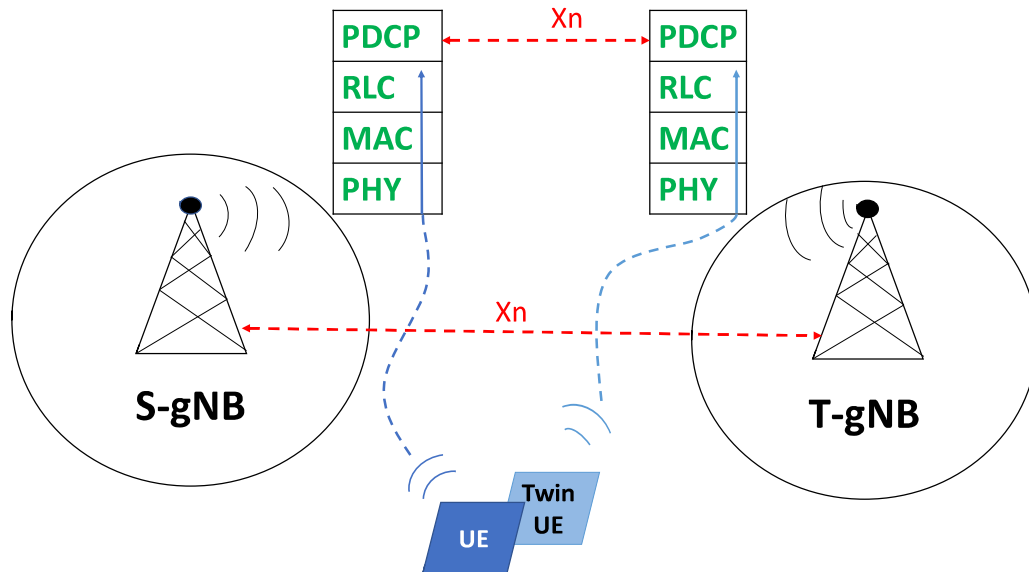 Xn
PDCP
PDCP
RLC
RLC
MAC
MAC
PHY
PHY
Xn
S-gNB
T-gNB
Twin
UE
UE